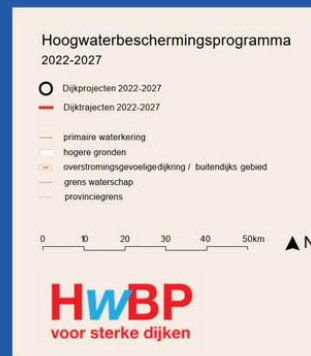 Hoogwaterbeschermingsprogramma
2022-2027
Dijkprojecten 2022-2027
Dijktrajecten 2022-2027
primaire waterkering
hogere gronden
overstromingsgevoelige dijkring / buitendijks gebied
grens waterschap
provinciegrens
0 10 20 30 40 50km
N
HWBP
voor sterke dijken